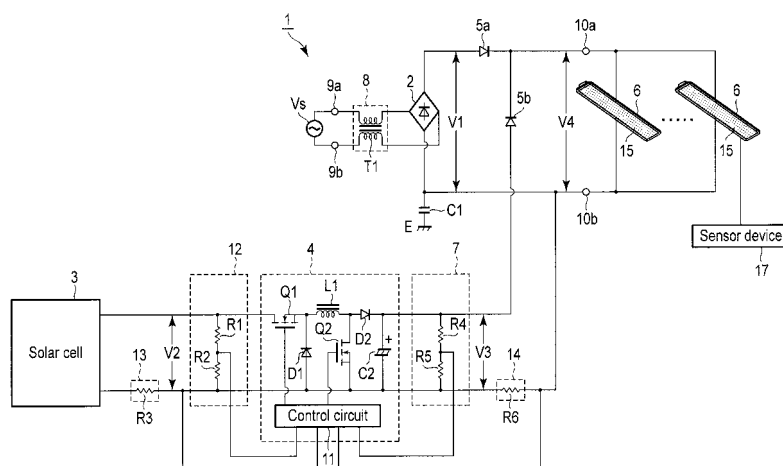 1
5a
10a
9a
8
2
5b
6
6
Vs
V1
V4
15
15
T1
9b
C1
10b
E
Sensor device
17
3
12
4
7
Q1
L1
Solar cell
V2
R1
R2
Q2
D2
+
R4
V3
13
D1
C2
R5
14
R3
Control circuit
R6
11